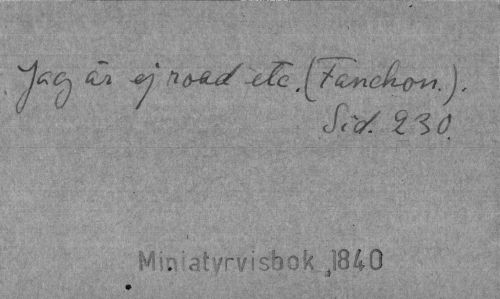 Jag är ej road etc. (Fanchon.).
Sid. 230.
Miniatyrvisbok 1840